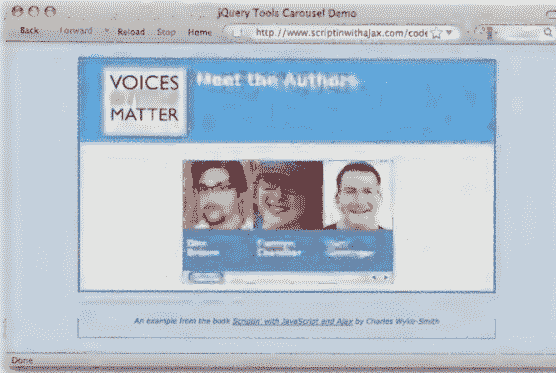 jQuery Tools Carousel Demo
Back Forward Reload Stop Home http://www.scriptinwithajax.com/code
VOICES
MATTER
Meet the Authors
An example from the book Scriptin' with JavaScript and Ajax by Charles Wyke-Smith
Done